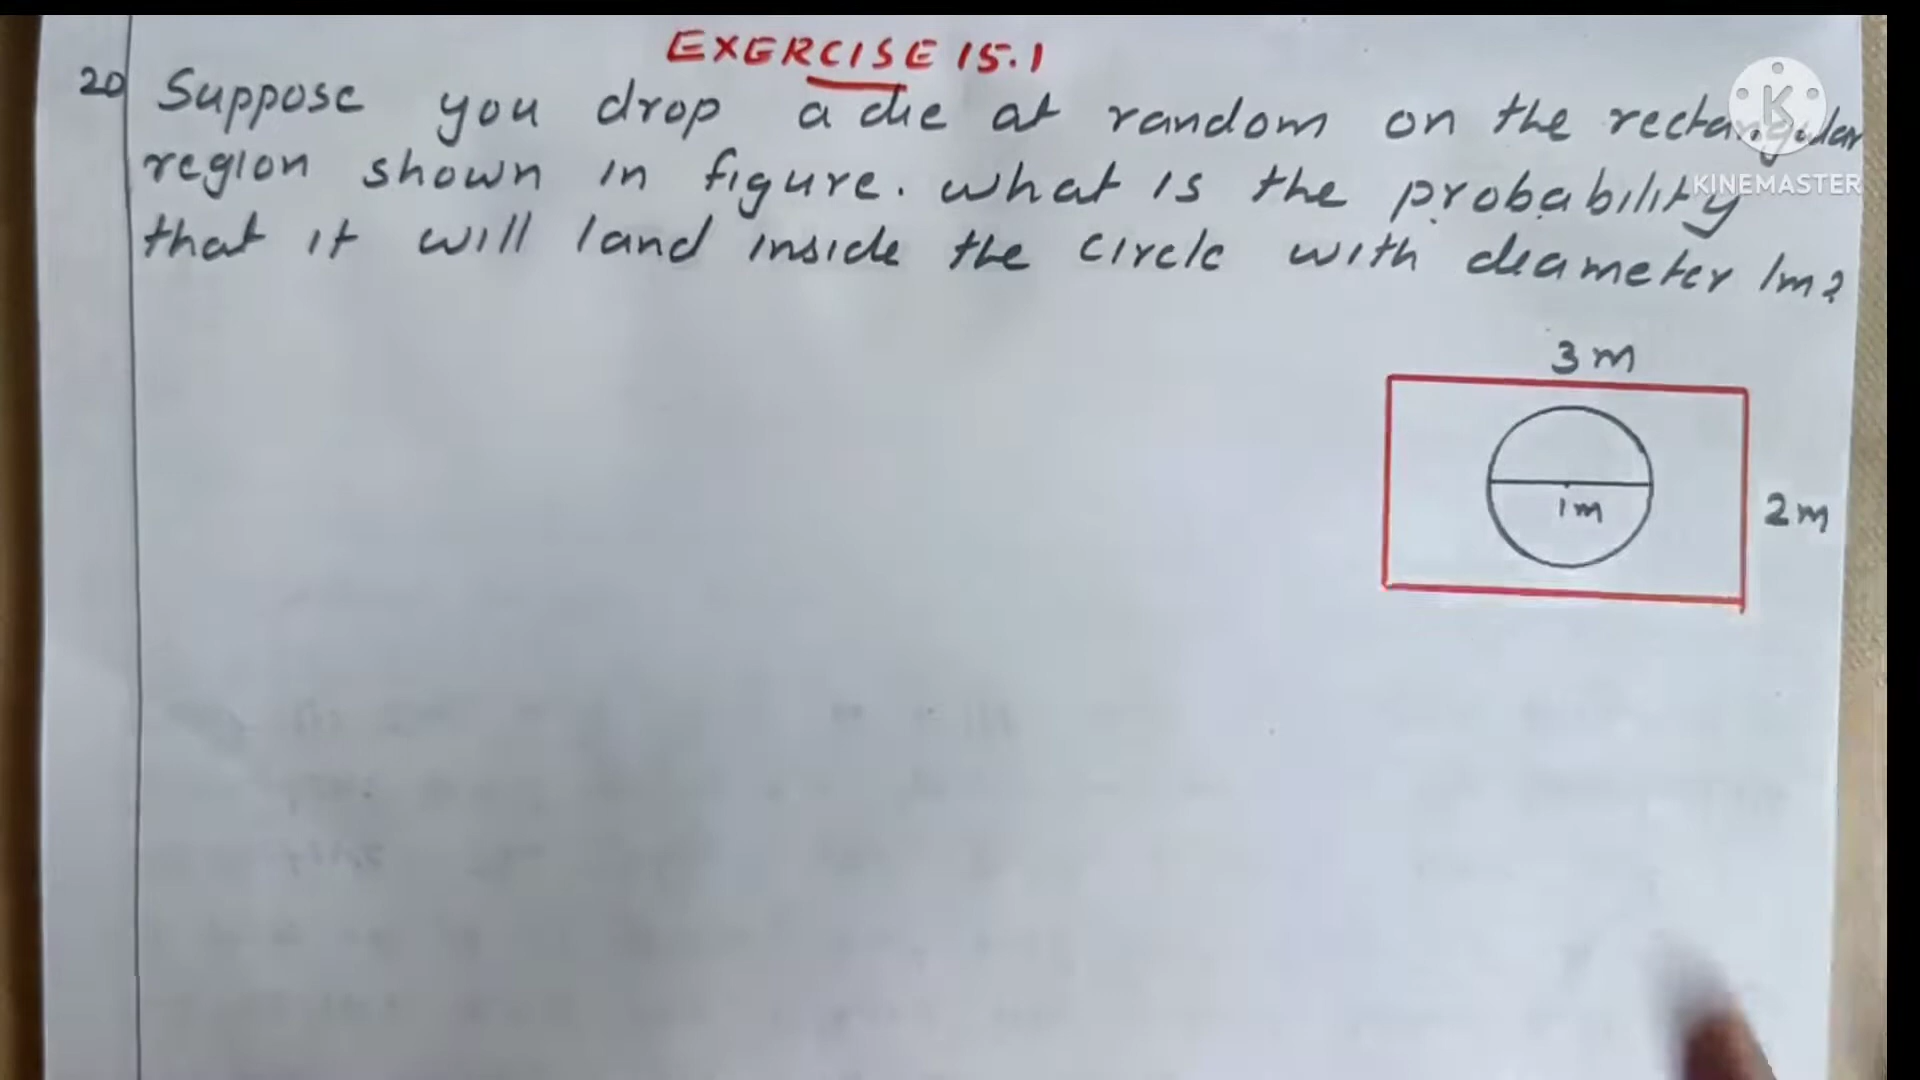 EXERCISE 15.1
20 Suppose you drop a die at random on the rectangular
region shown in figure. What is the probability
that it will land inside the circle with diameter 1m?
3m
1m
2m
K
KINEMASTER